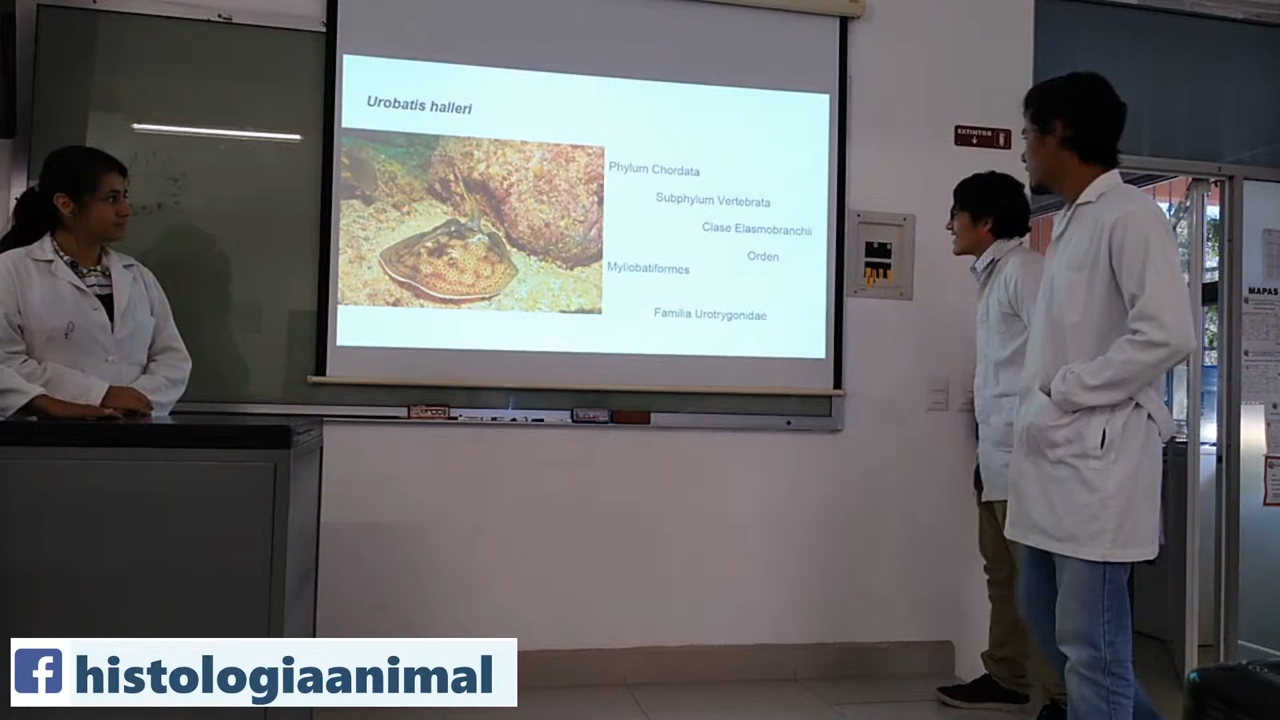 Urobatis halleri
Phylum Chordata
Subphylum Vertebrata
Clase Elasmobranchii
Orden
Myliobatiformes
Familia Urotrygonidae
EXTINTOR
MAPAS
histologiaanimal